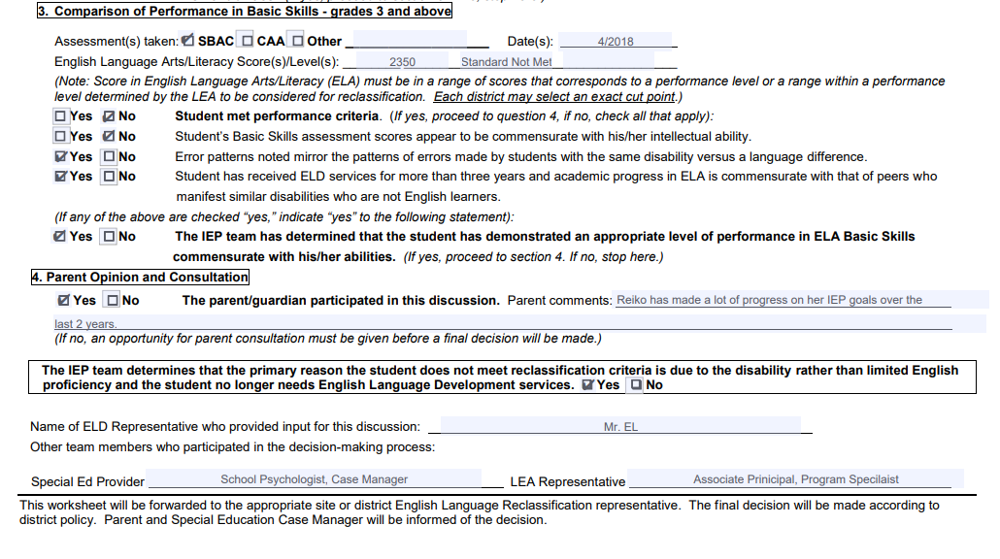 3. Comparison of Performance in Basic Skills - grades 3 and above
Assessment(s) taken: SBAC CAA Other Date(s): 4/2018
English Language Arts/Literacy Score(s)/Level(s): 2350 Standard Not Met
(Note: Score in English Language Arts/Literacy (ELA) must be in a range of scores that corresponds to a performance level or a range within a performance
level determined by the LEA to be considered for reclassification. Each district may select an exact cut point.)
Yes No Student met performance criteria. (If yes, proceed to question 4, if no, check all that apply):
Yes No Student's Basic Skills assessment scores appear to be commensurate with his/her intellectual ability.
Yes No Error patterns noted mirror the patterns of errors made by students with the same disability versus a language difference.
Yes No Student has received ELD services for more than three years and academic progress in ELA is commensurate with that of peers who
manifest similar disabilities who are not English learners.
(If any of the above are checked "yes," indicate "yes" to the following statement):
Yes No The IEP team has determined that the student has demonstrated an appropriate level of performance in ELA Basic Skills
commensurate with his/her abilities. (If yes, proceed to section 4. If no, stop here.)
4. Parent Opinion and Consultation
Yes No The parent/guardian participated in this discussion. Parent comments: Reiko has made a lot of progress on her IEP goals over the
last 2 years.
(If no, an opportunity for parent consultation must be given before a final decision will be made.)
The IEP team determines that the primary reason the student does not meet reclassification criteria is due to the disability rather than limited English
proficiency and the student no longer needs English Language Development services. Yes No
Name of ELD Representative who provided input for this discussion: Mr. EL
Other team members who participated in the decision-making process:
Special Ed Provider School Psychologist, Case Manager LEA Representative Associate Prinicipal, Program Specilaist
This worksheet will be forwarded to the appropriate site or district English Language Reclassification representative. The final decision will be made according to
district policy. Parent and Special Education Case Manager will be informed of the decision.